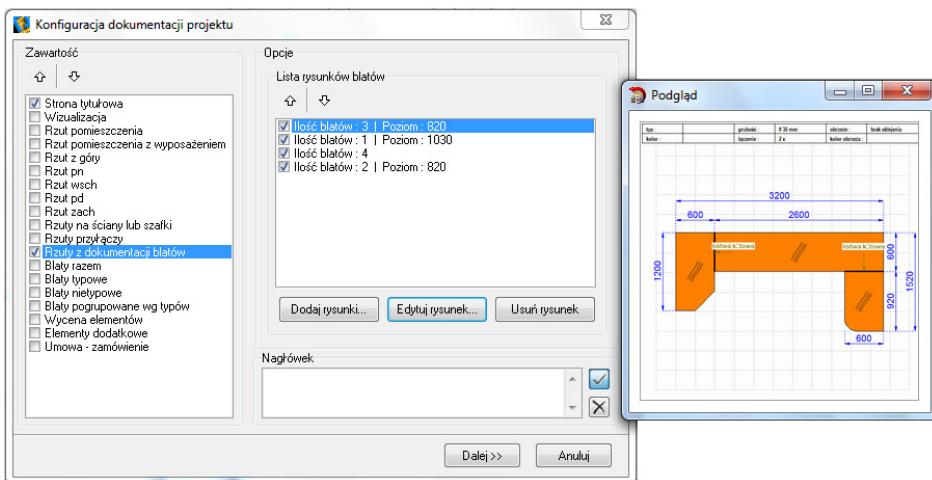 Konfiguracja dokumentacji projektu
Zawartość
Strona tytułowa
Wizualizacja
Rzut pomieszczenia
Rzut pomieszczenia z wyposażeniem
Rzut z góry
Rzut pn
Rzut wsch
Rzut pd
Rzut zach
Rzuty na ściany lub szafki
Rzuty przyłączy
Rzuty z dokumentacji blatów
Blaty razem
Blaty typowe
Blaty nietypowe
Blaty pogrupowane wg typów
Wycena elementów
Elementy dodatkowe
Umowa - zamówienie
Opcje
Lista rysunków blatów
Ilość blatów : 3 | Poziom : 820
Ilość blatów : 1 | Poziom : 1030
Ilość blatów : 4
Ilość blatów : 2 | Poziom : 820
Dodaj rysunki... Edytuj rysunek... Usuń rysunek
Nagłówek
Dalej >> Anuluj
Podgląd
typ : grubość : # 38 mm obrzeże : brak oklejenia
kolor : łączenie : 2 x kolor obrzeża :
3200
600 2600
1200
600
920
1520
600